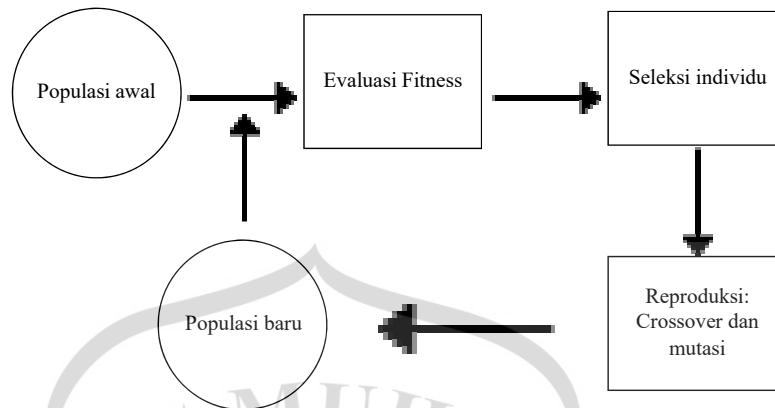 Populasi awal
Evaluasi Fitness
Seleksi individu
Reproduksi:
Crossover dan
mutasi
Populasi baru